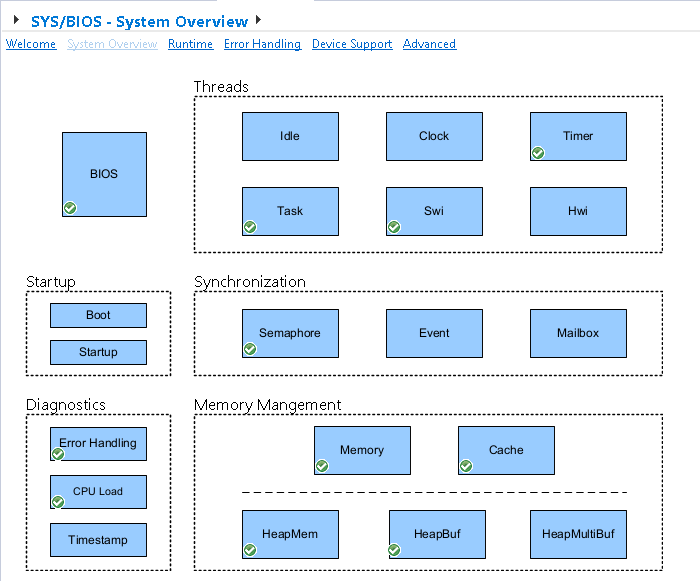 SYS/BIOS - System Overview
Welcome System Overview Runtime Error Handling Device Support Advanced
Threads
BIOS
Idle Clock Timer
Task Swi Hwi
Startup
Boot
Startup
Synchronization
Semaphore Event Mailbox
Diagnostics
Error Handling
CPU Load
Timestamp
Memory Mangement
Memory Cache
HeapMem HeapBuf HeapMultiBuf